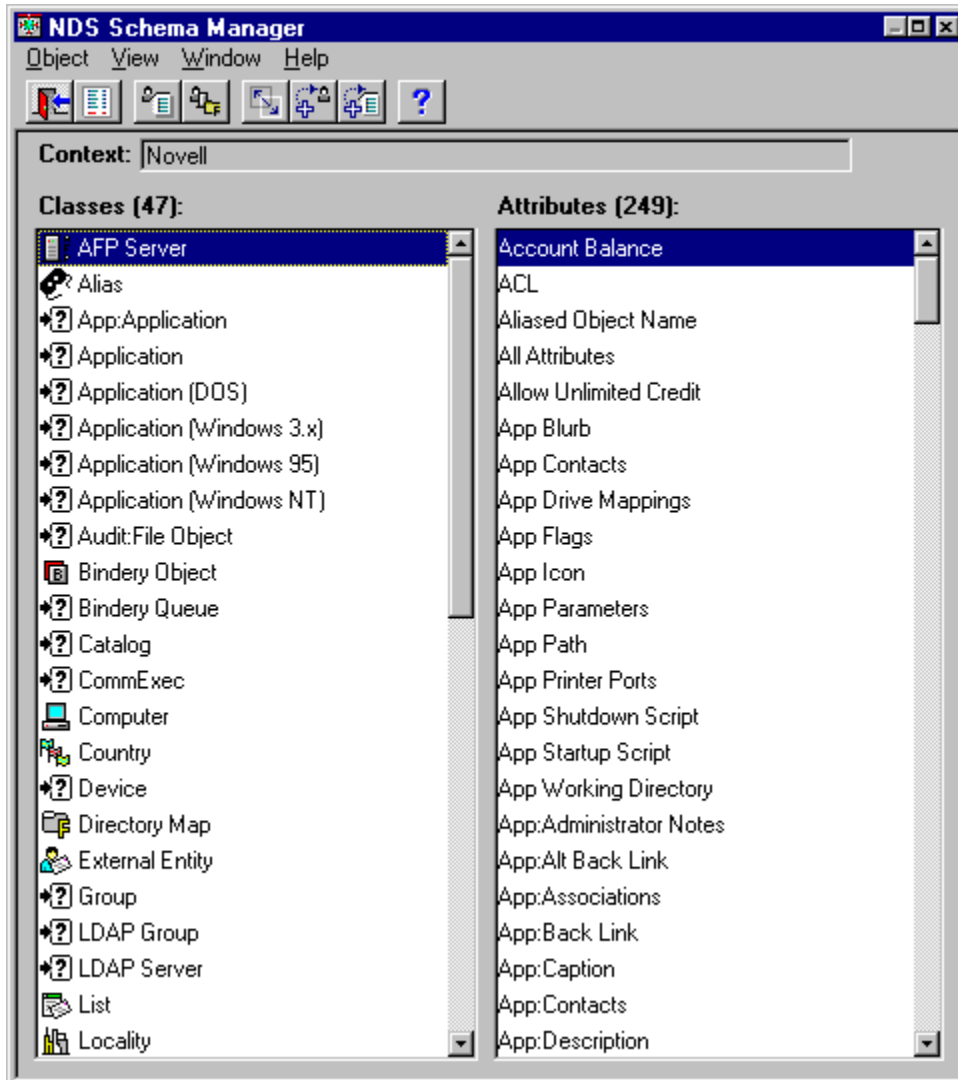 NDS Schema Manager
Object View Window Help
Context: Novell
Classes (47):
AFP Server
Alias
App:Application
Application
Application (DOS)
Application (Windows 3.x)
Application (Windows 95)
Application (Windows NT)
Audit:File Object
Bindery Object
Bindery Queue
Catalog
CommExec
Computer
Country
Device
Directory Map
External Entity
Group
LDAP Group
LDAP Server
List
Locality
Attributes (249):
Account Balance
ACL
Aliased Object Name
All Attributes
Allow Unlimited Credit
App Blurb
App Contacts
App Drive Mappings
App Flags
App Icon
App Parameters
App Path
App Printer Ports
App Shutdown Script
App Startup Script
App Working Directory
App:Administrator Notes
App:Alt Back Link
App:Associations
App:Back Link
App:Caption
App:Contacts
App:Description